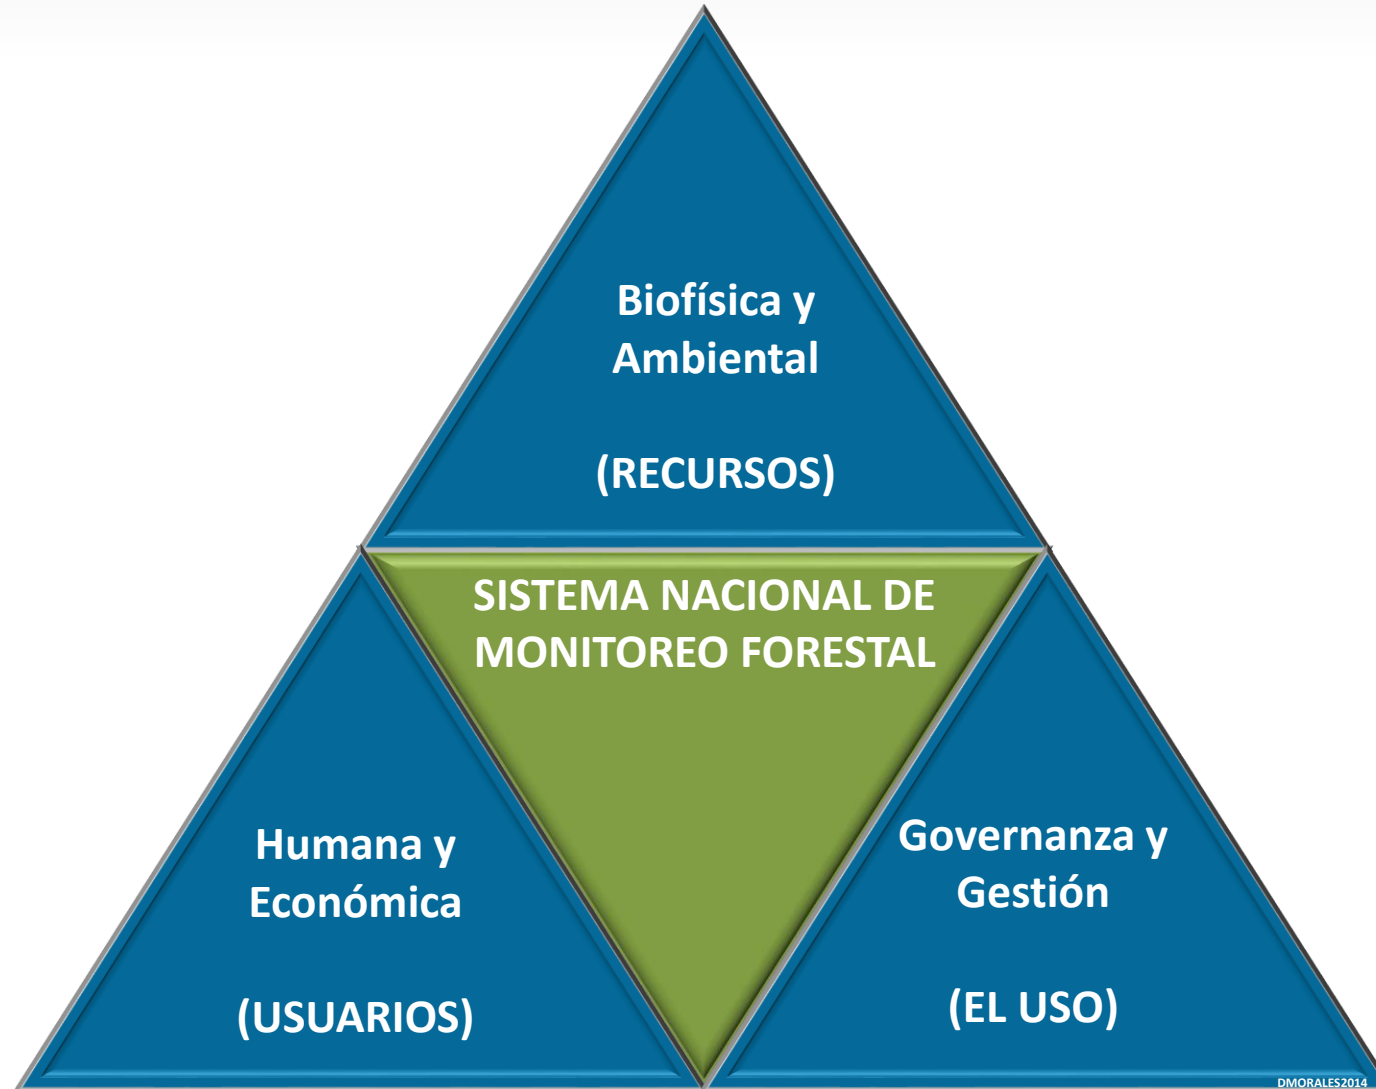 Biofísica y
Ambiental
(RECURSOS)
SISTEMA NACIONAL DE
MONITOREO FORESTAL
Humana y
Económica
(USUARIOS)
Governanza y
Gestión
(EL USO)
DMORALES2014